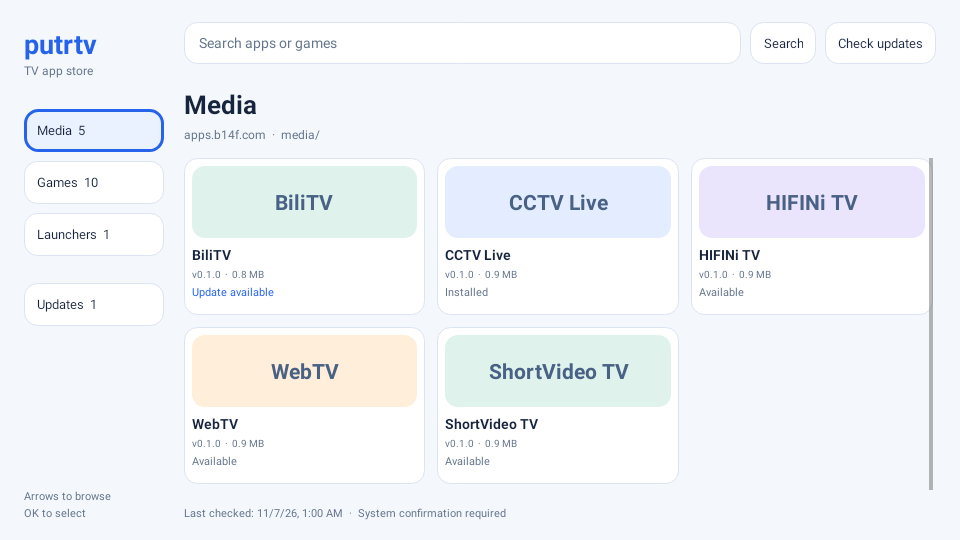 putrtv
TV app store
Search apps or games
Search
Check updates
Media 5
Games 10
Launchers 1
Updates 1
Media
apps.b14f.com · media/
BiliTV
BiliTV
v0.1.0 · 0.8 MB
Update available
CCTV Live
CCTV Live
v0.1.0 · 0.9 MB
Installed
HIFINi TV
HIFINi TV
v0.1.0 · 0.9 MB
Available
WebTV
WebTV
v0.1.0 · 0.9 MB
Available
ShortVideo TV
ShortVideo TV
v0.1.0 · 0.9 MB
Available
Arrows to browse
OK to select
Last checked: 11/7/26, 1:00 AM · System confirmation required